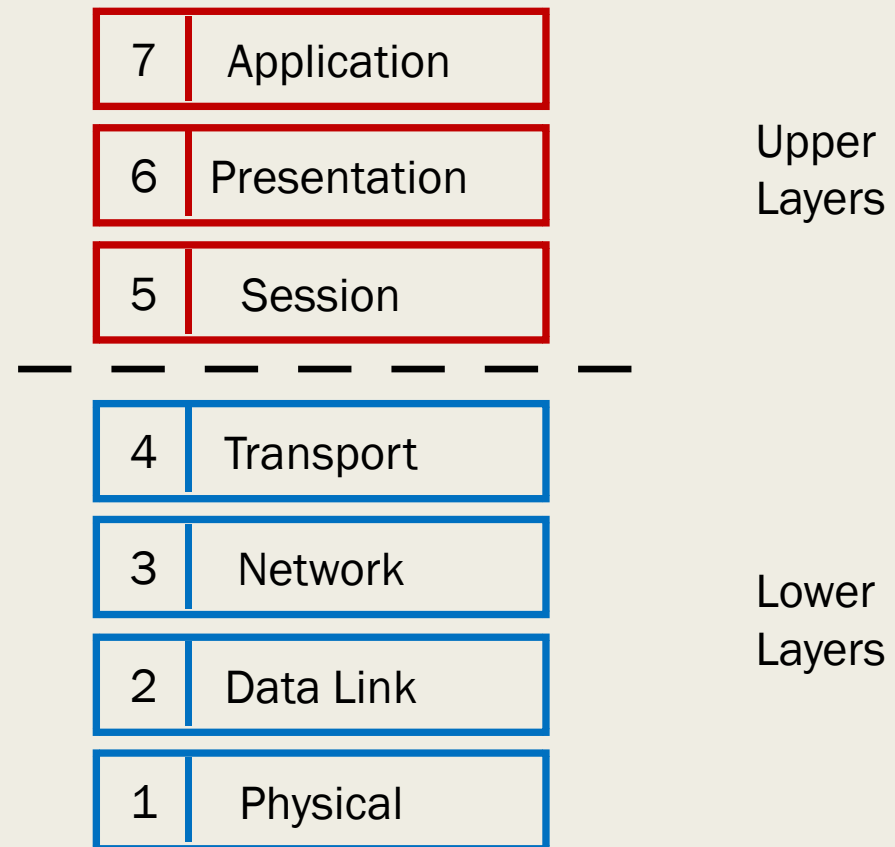 7 Application
6 Presentation
5 Session
Upper
Layers
4 Transport
3 Network
2 Data Link
1 Physical
Lower
Layers